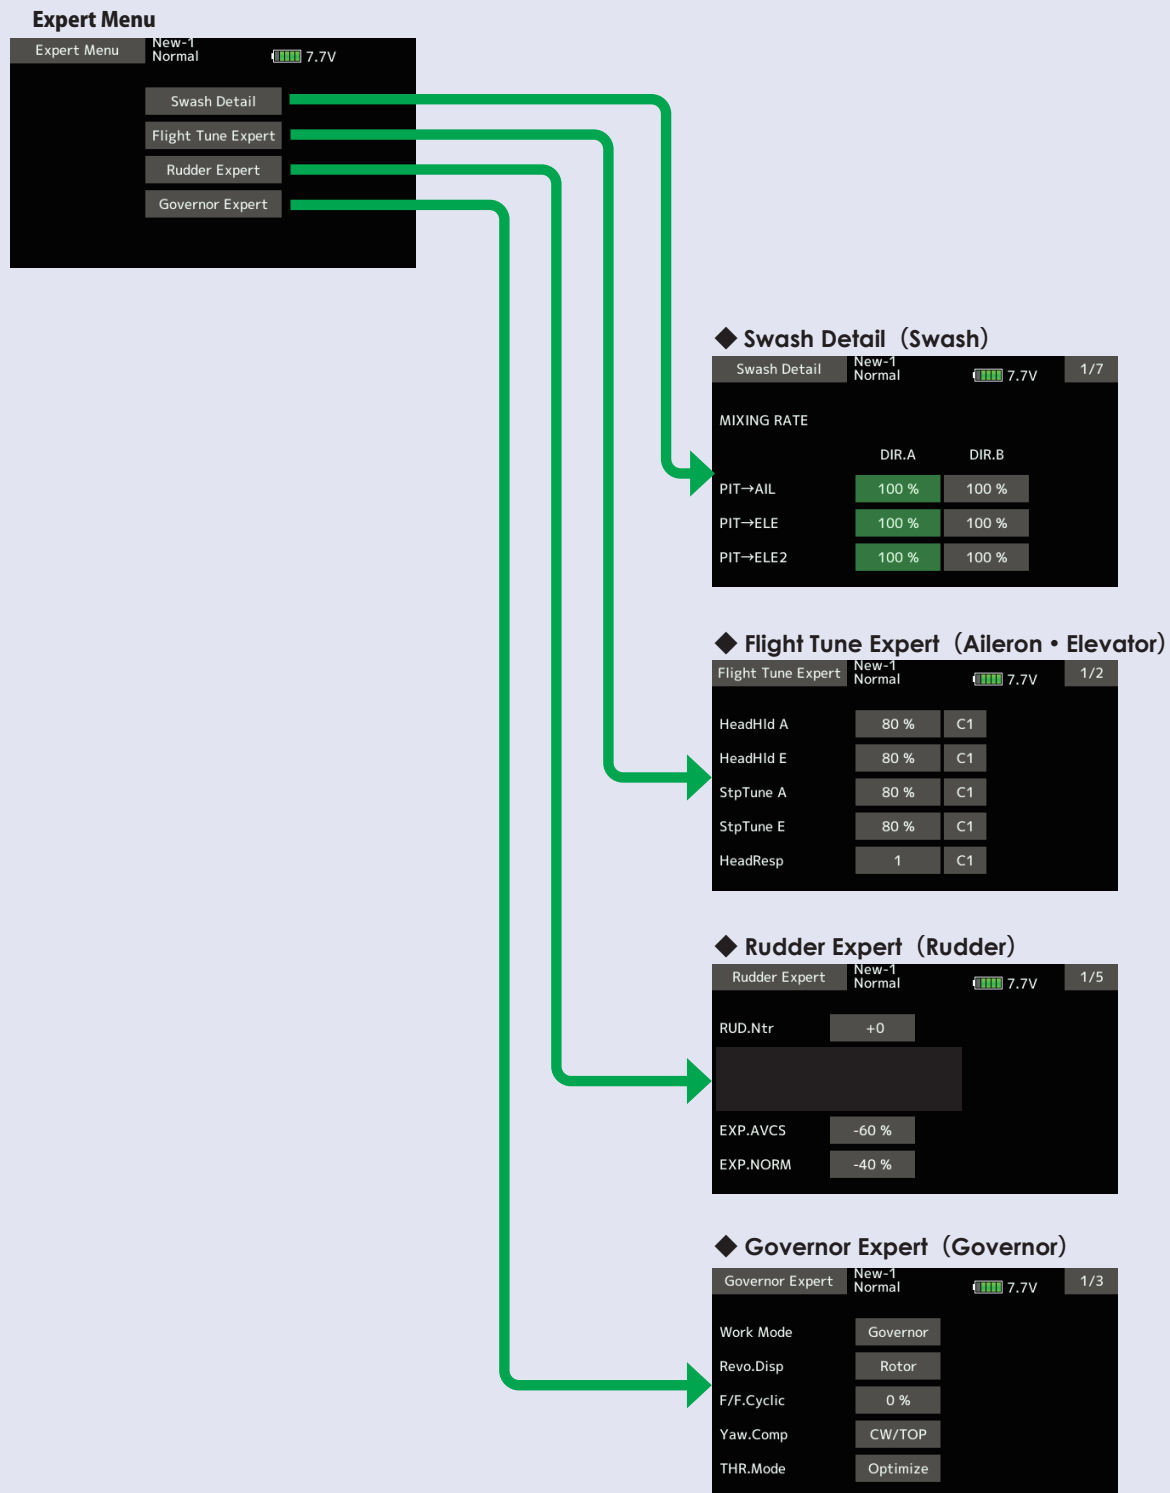 Expert Menu
Expert Menu New-1 Normal 7.7V
Swash Detail
Flight Tune Expert
Rudder Expert
Governor Expert
◆ Swash Detail（Swash）
Swash Detail New-1 Normal 7.7V 1/7
MIXING RATE
DIR.A DIR.B
PIT→AIL 100 % 100 %
PIT→ELE 100 % 100 %
PIT→ELE2 100 % 100 %
◆ Flight Tune Expert（Aileron・Elevator）
Flight Tune Expert New-1 Normal 7.7V 1/2
HeadHld A 80 % C1
HeadHld E 80 % C1
StpTune A 80 % C1
StpTune E 80 % C1
HeadResp 1 C1
◆ Rudder Expert（Rudder）
Rudder Expert New-1 Normal 7.7V 1/5
RUD.Ntr +0
EXP.AVCS -60 %
EXP.NORM -40 %
◆ Governor Expert（Governor）
Governor Expert New-1 Normal 7.7V 1/3
Work Mode Governor
Revo.Disp Rotor
F/F.Cyclic 0 %
Yaw.Comp CW/TOP
THR.Mode Optimize